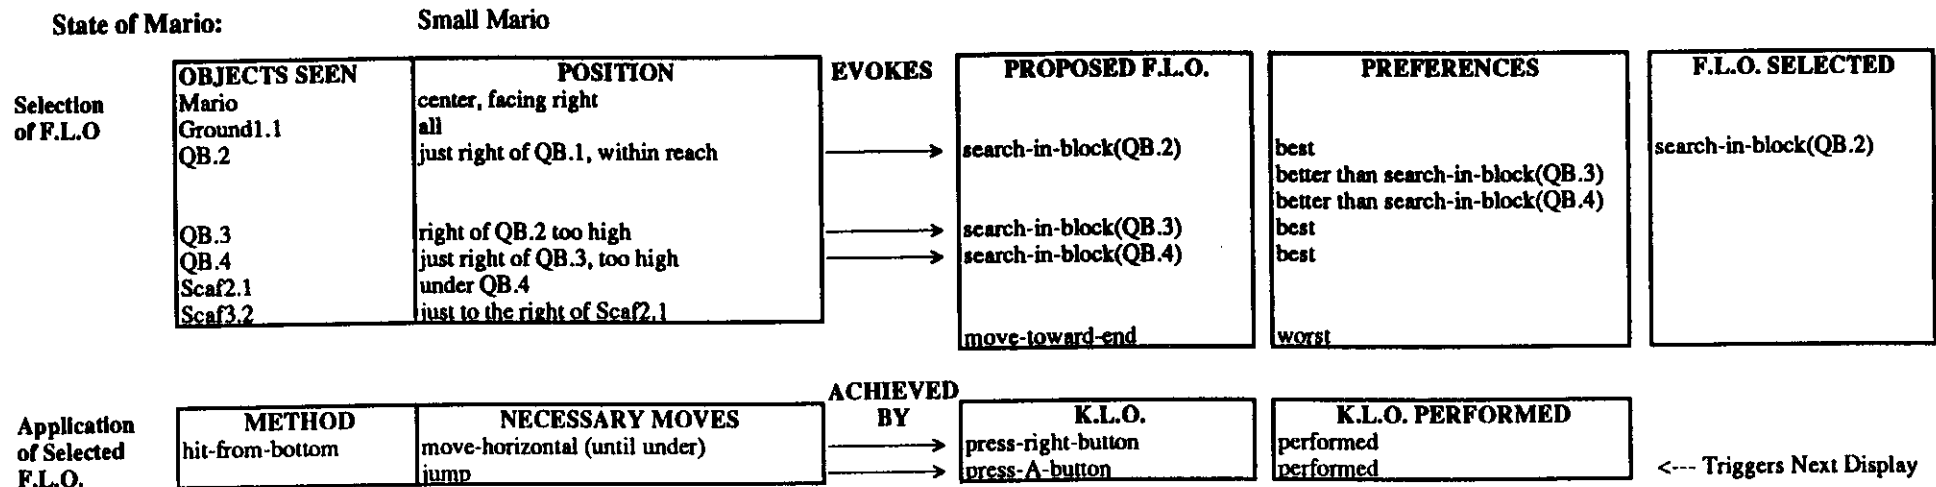 State of Mario: Small Mario
OBJECTS SEEN POSITION EVOKES PROPOSED F.L.O. PREFERENCES F.L.O. SELECTED
Selection Mario center, facing right
of F.L.O Ground1.1 all
QB.2 just right of QB.1, within reach search-in-block(QB.2) best search-in-block(QB.2)
better than search-in-block(QB.3)
better than search-in-block(QB.4)
QB.3 right of QB.2 too high search-in-block(QB.3) best
QB.4 just right of QB.3, too high search-in-block(QB.4) best
Scaf2.1 under QB.4
Scaf3.2 just to the right of Scaf2.1
move-toward-end worst
ACHIEVED
Application METHOD NECESSARY MOVES BY K.L.O. K.L.O. PERFORMED
of Selected hit-from-bottom move-horizontal (until under) press-right-button performed
F.L.O. jump press-A-button performed <--- Triggers Next Display